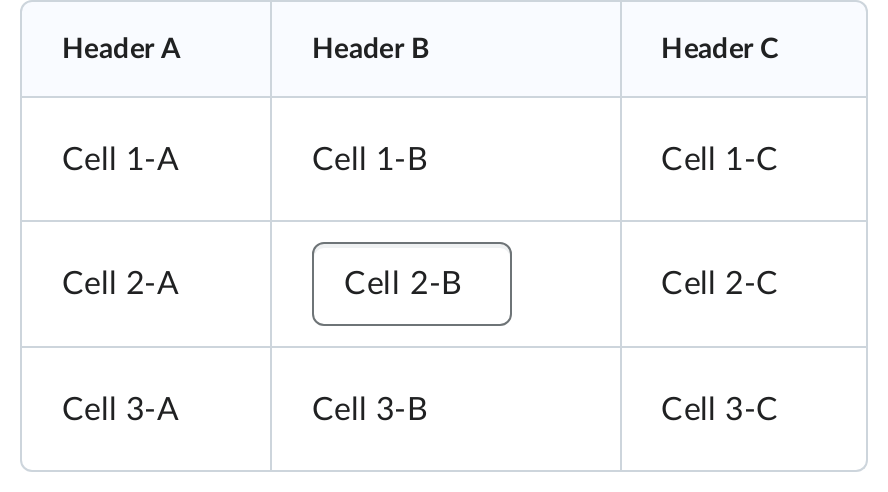 Header A Header B Header C
Cell 1-A Cell 1-B Cell 1-C
Cell 2-A Cell 2-B Cell 2-C
Cell 3-A Cell 3-B Cell 3-C